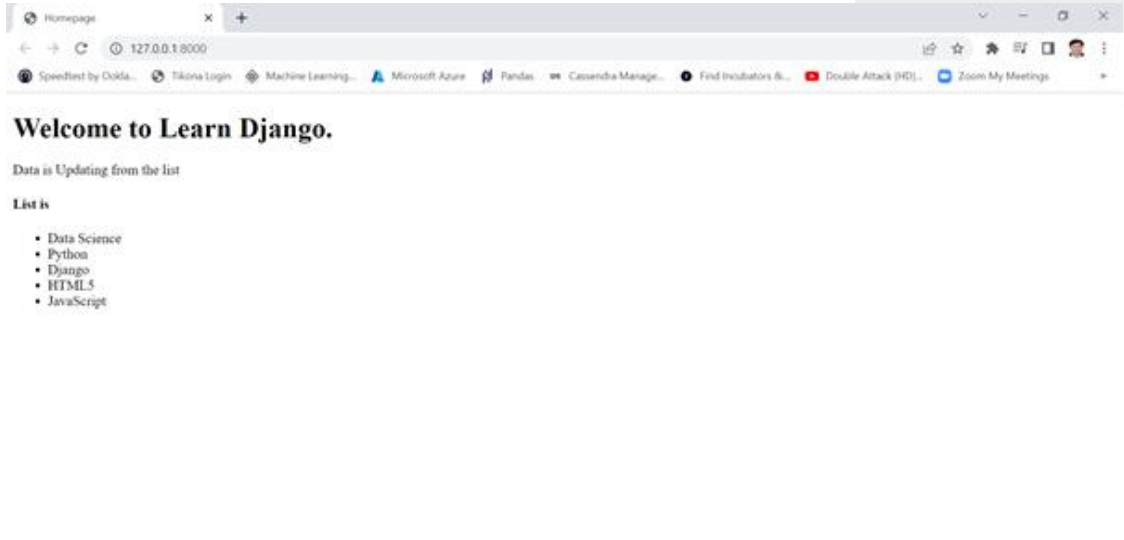 Homepage
127.0.0.1:8000
Speedtest by Ookla... Tikona Login Machine Learning... Microsoft Azure Pandas Cassendra Manage... Find Incubators &... Double Attack (HD)... Zoom My Meetings
Welcome to Learn Django.
Data is Updating from the list
List is
Data Science
Python
Django
HTML5
JavaScript